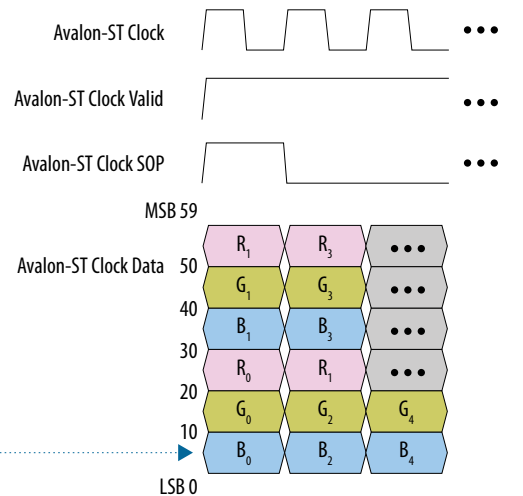 Avalon-ST Clock
•••
Avalon-ST Clock Valid
•••
Avalon-ST Clock SOP
•••
MSB 59
Avalon-ST Clock Data
R₁ R₃ •••
50
G₁ G₃ •••
40
B₁ B₃ •••
30
R₀ R₁ •••
20
G₀ G₂ G₄
10
B₀ B₂ B₄
LSB 0